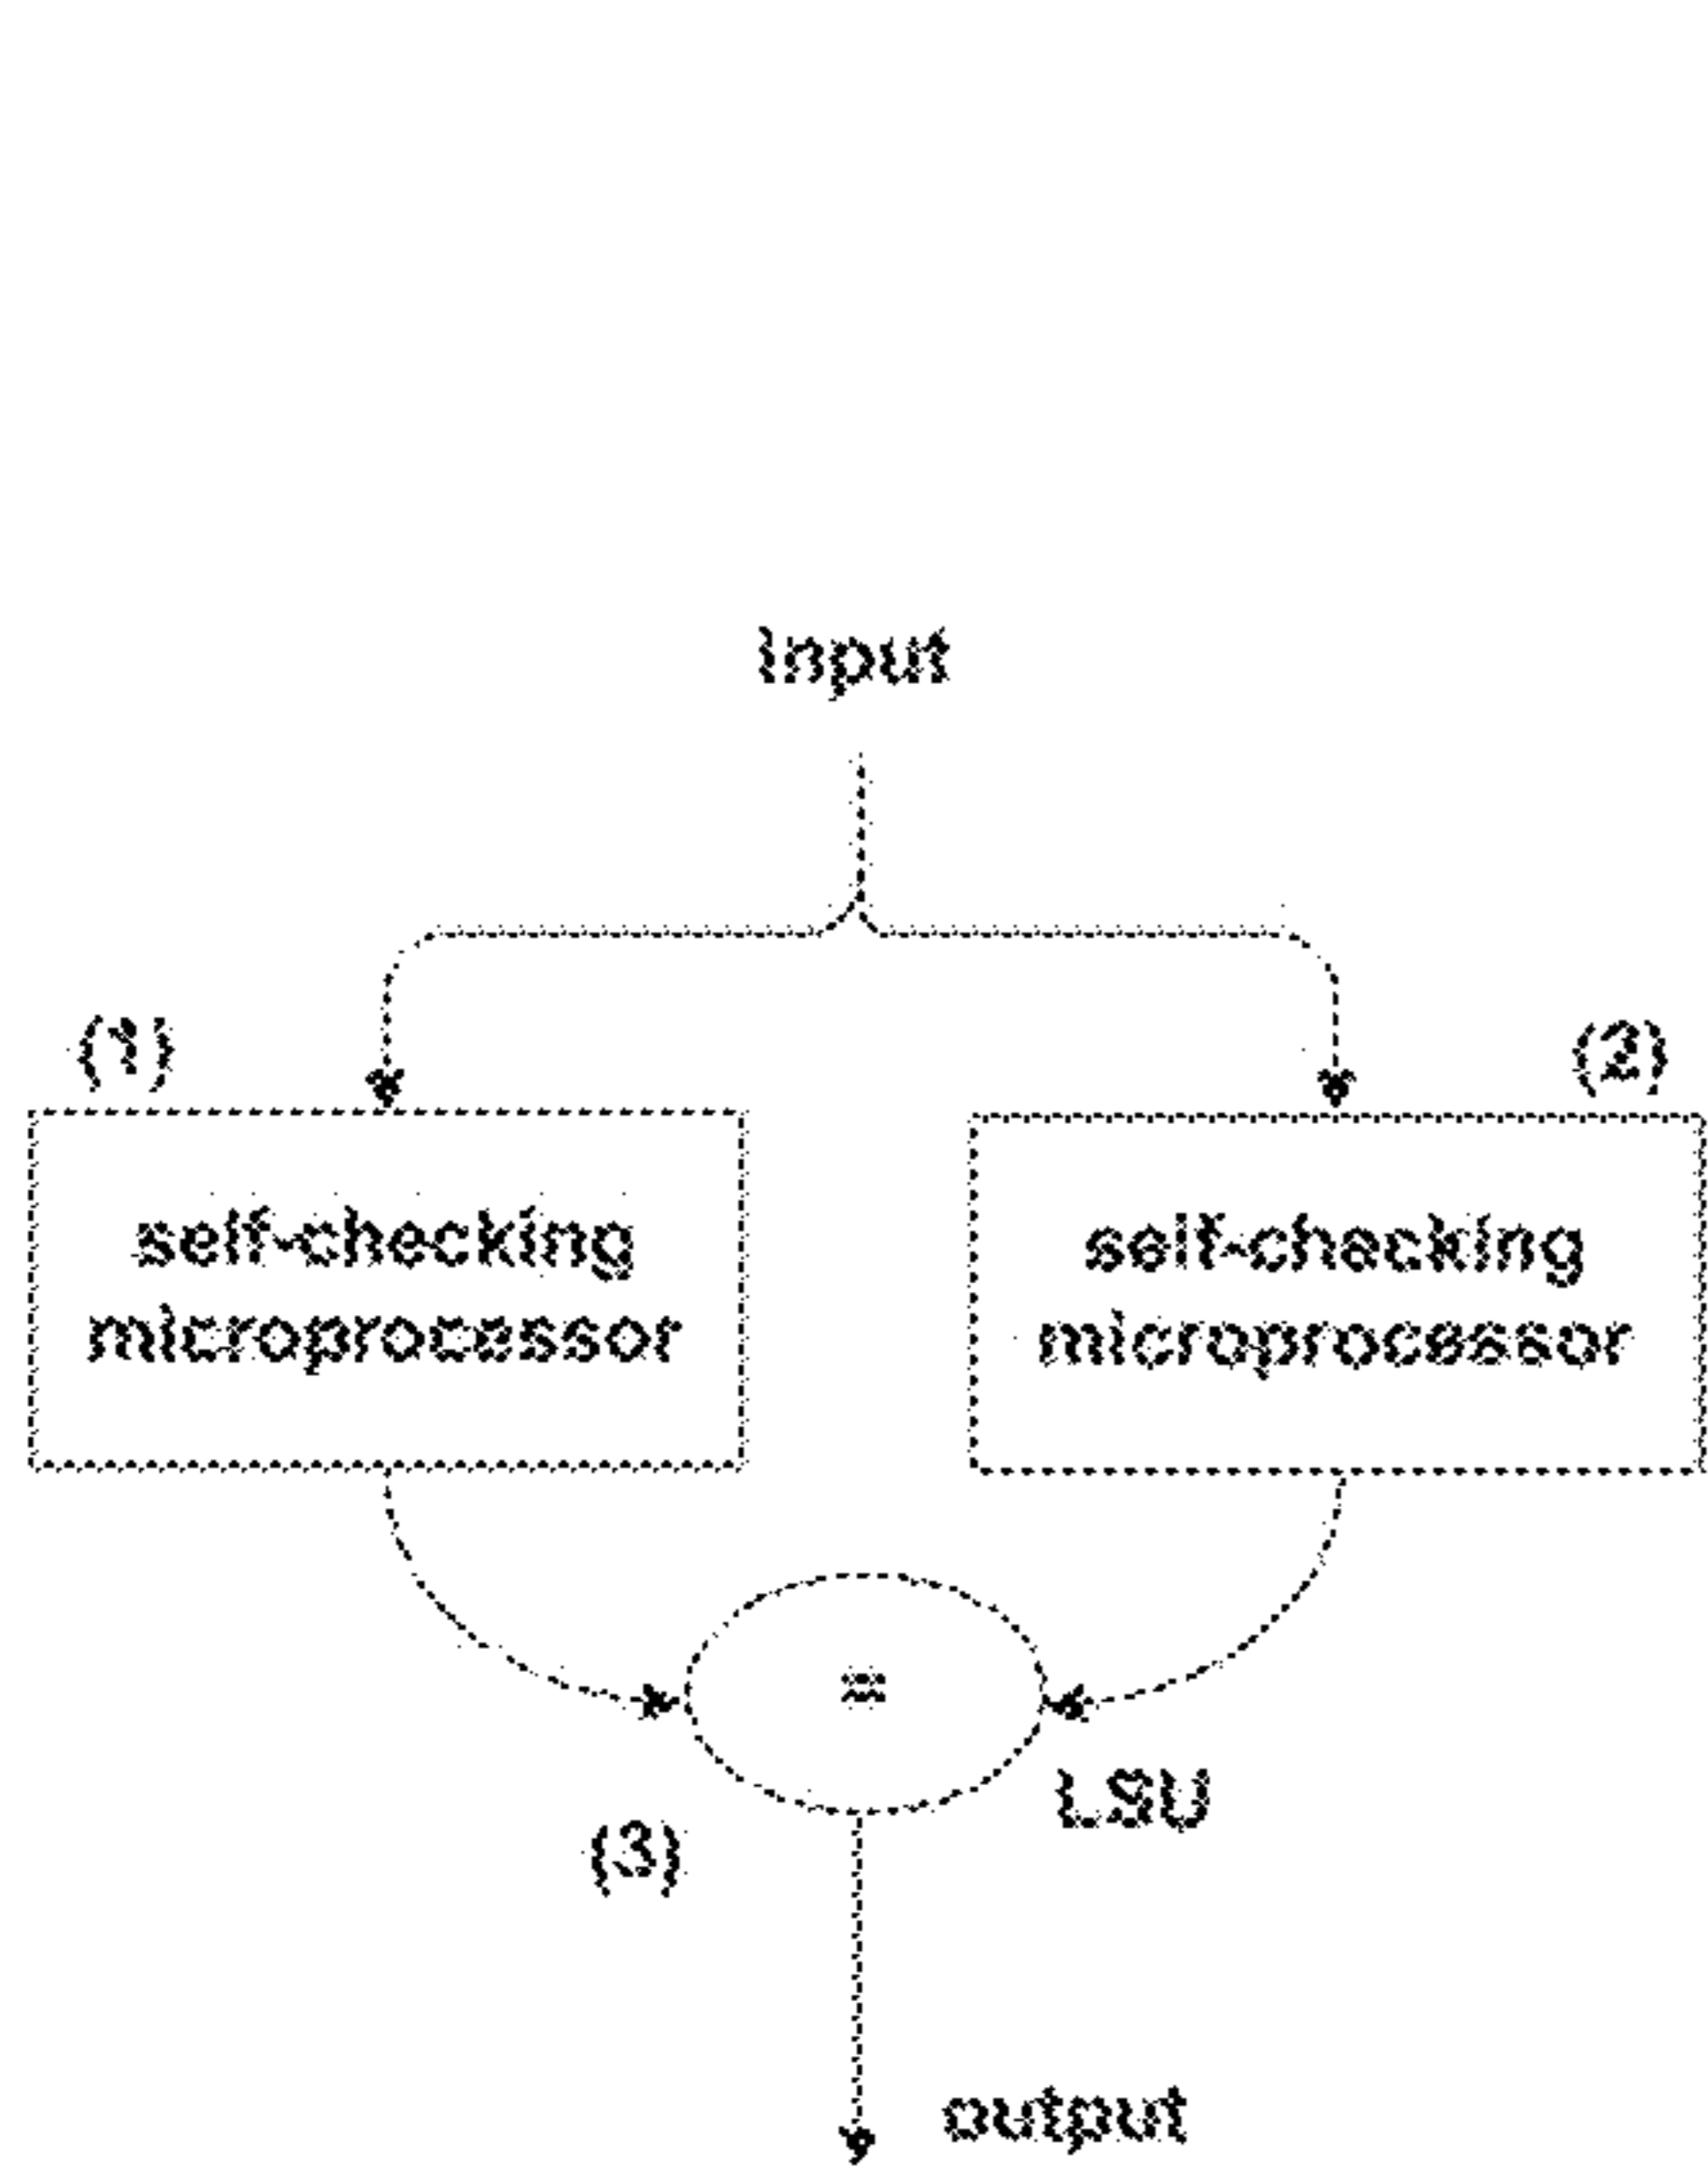 input
(1)
(2)
self-checking
microprocessor
self-checking
microprocessor
=
LSU
(3)
output